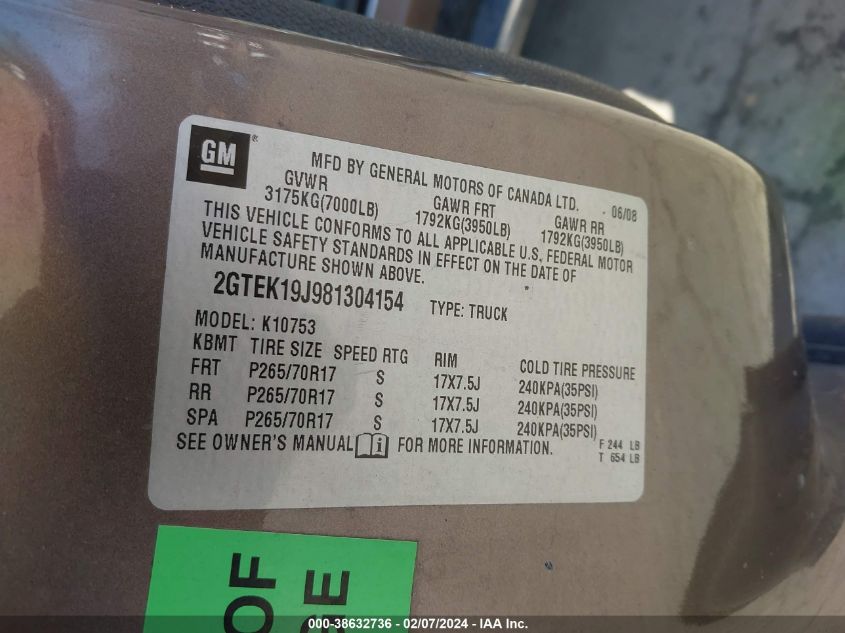 GM ®
MFD BY GENERAL MOTORS OF CANADA LTD. 06/08
GVWR GAWR FRT GAWR RR
3175KG(7000LB) 1792KG(3950LB) 1792KG(3950LB)
THIS VEHICLE CONFORMS TO ALL APPLICABLE U.S. FEDERAL MOTOR
VEHICLE SAFETY STANDARDS IN EFFECT ON THE DATE OF
MANUFACTURE SHOWN ABOVE.
2GTEK19J981304154 TYPE: TRUCK
MODEL: K10753
KBMT TIRE SIZE SPEED RTG RIM COLD TIRE PRESSURE
FRT P265/70R17 S 17X7.5J 240KPA(35PSI)
RR P265/70R17 S 17X7.5J 240KPA(35PSI)
SPA P265/70R17 S 17X7.5J 240KPA(35PSI)
SEE OWNER'S MANUAL i FOR MORE INFORMATION.
F 244 LB
T 654 LB
OF
000-38632736 - 02/07/2024 - IAA Inc.